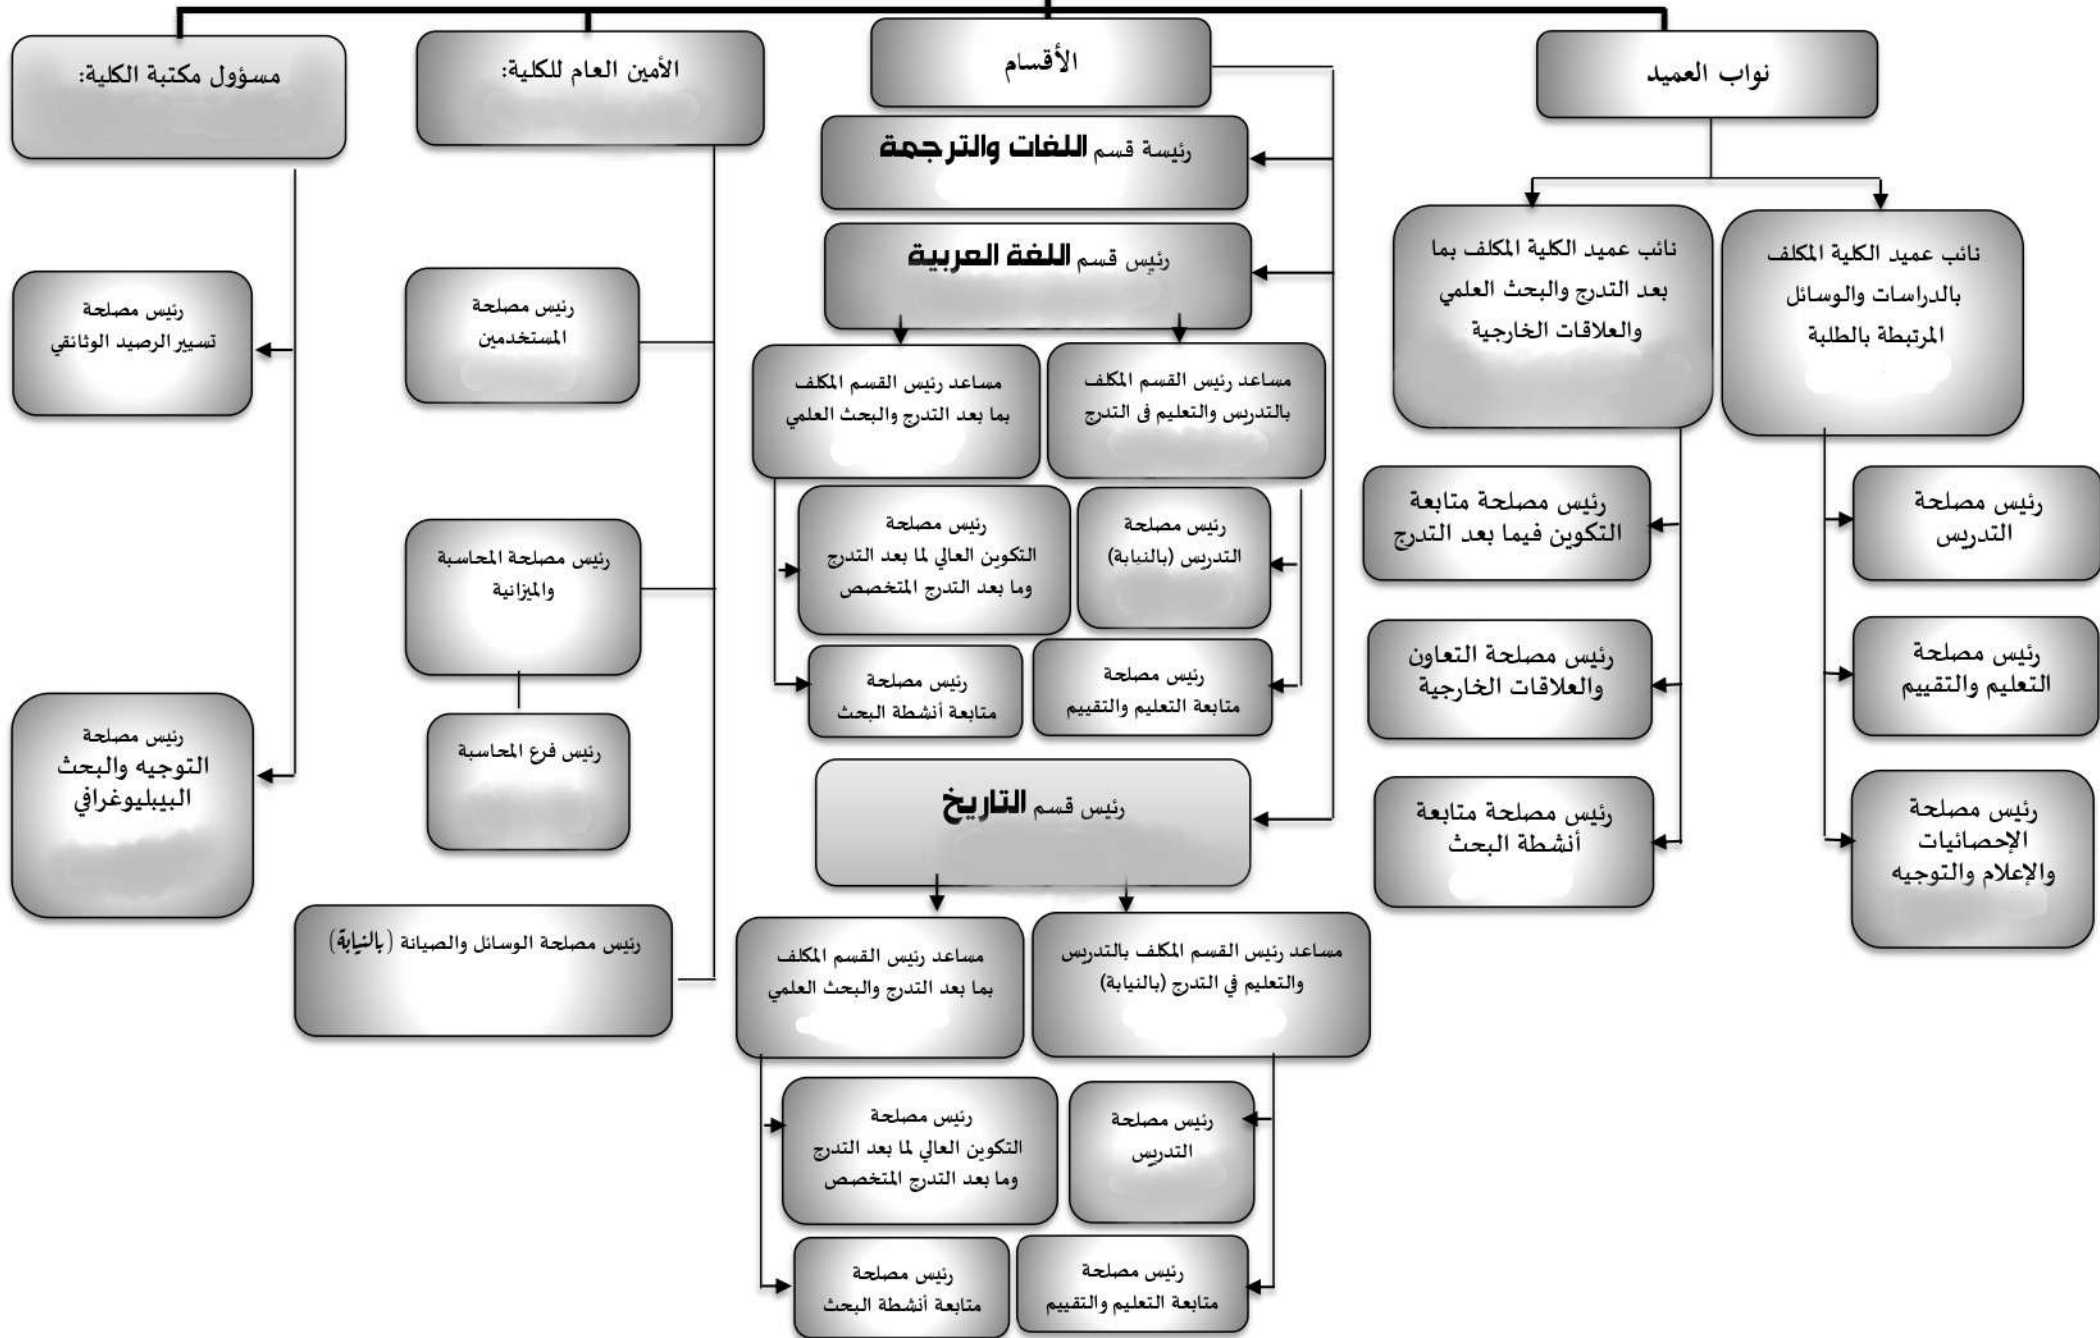 نواب العميد
نائب عميد الكلية المكلف
بالدراسات والوسائل
المرتبطة بالطلبة
رئيس مصلحة
التدريس
رئيس مصلحة
التعليم والتقييم
رئيس مصلحة
الإحصائيات
والإعلام والتوجيه
نائب عميد الكلية المكلف بما
بعد التدرج والبحث العلمي
والعلاقات الخارجية
رئيس مصلحة متابعة
التكوين فيما بعد التدرج
رئيس مصلحة التعاون
والعلاقات الخارجية
رئيس مصلحة متابعة
أنشطة البحث
الأقسام
رئيسة قسم اللغات والترجمة
رئيس قسم اللغة العربية
مساعد رئيس القسم المكلف
بالتدريس والتعليم في التدرج
رئيس مصلحة
التدريس (بالنيابة)
رئيس مصلحة
متابعة التعليم والتقييم
مساعد رئيس القسم المكلف
بما بعد التدرج والبحث العلمي
رئيس مصلحة
التكوين العالي لما بعد التدرج
وما بعد التدرج المتخصص
رئيس مصلحة
متابعة أنشطة البحث
رئيس قسم التاريخ
مساعد رئيس القسم المكلف بالتدريس
والتعليم في التدرج (بالنيابة)
رئيس مصلحة
التدريس
رئيس مصلحة
متابعة التعليم والتقييم
مساعد رئيس القسم المكلف
بما بعد التدرج والبحث العلمي
رئيس مصلحة
التكوين العالي لما بعد التدرج
وما بعد التدرج المتخصص
رئيس مصلحة
متابعة أنشطة البحث
الأمين العام للكلية:
رئيس مصلحة
المستخدمين
رئيس مصلحة المحاسبة
والميزانية
رئيس فرع المحاسبة
رئيس مصلحة الوسائل والصيانة (بالنيابة)
مسؤول مكتبة الكلية:
رئيس مصلحة
تسيير الرصيد الوثائقي
رئيس مصلحة
التوجيه والبحث
البيبليوغرافي